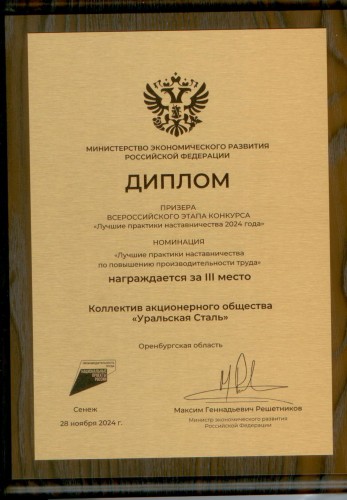 МИНИСТЕРСТВО ЭКОНОМИЧЕСКОГО РАЗВИТИЯ
РОССИЙСКОЙ ФЕДЕРАЦИИ
ДИПЛОМ
ПРИЗЕРА
ВСЕРОССИЙСКОГО ЭТАПА КОНКУРСА
«Лучшие практики наставничества 2024 года»
НОМИНАЦИЯ
«Лучшие практики наставничества
по повышению производительности труда»
награждается за III место
Коллектив акционерного общества
«Уральская Сталь»
Оренбургская область
Сенеж
28 ноября 2024 г.
Максим Геннадьевич Решетников
Министр экономического развития
Российской Федерации